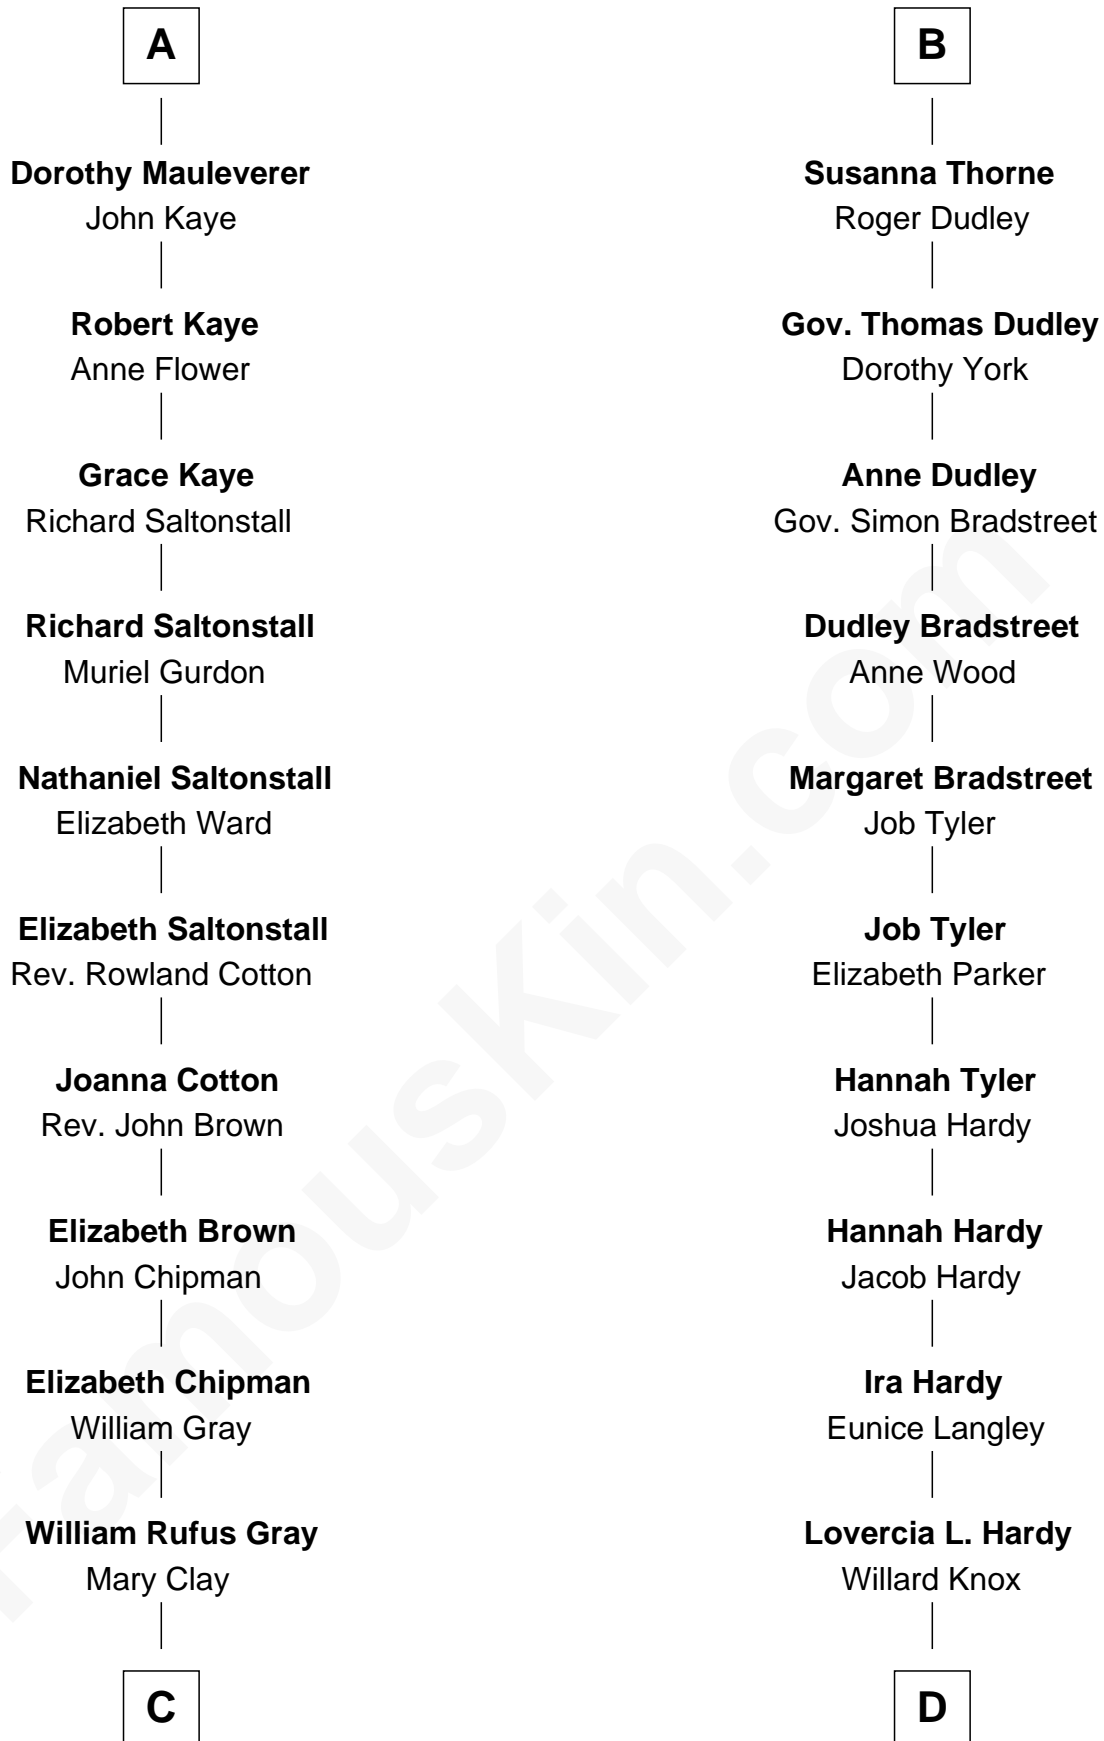 A
Dorothy Mauleverer
John Kaye
Robert Kaye
Anne Flower
Grace Kaye
Richard Saltonstall
Richard Saltonstall
Muriel Gurdon
Nathaniel Saltonstall
Elizabeth Ward
Elizabeth Saltonstall
Rev. Rowland Cotton
Joanna Cotton
Rev. John Brown
Elizabeth Brown
John Chipman
Elizabeth Chipman
William Gray
William Rufus Gray
Mary Clay
C
B
Susanna Thorne
Roger Dudley
Gov. Thomas Dudley
Dorothy York
Anne Dudley
Gov. Simon Bradstreet
Dudley Bradstreet
Anne Wood
Margaret Bradstreet
Job Tyler
Job Tyler
Elizabeth Parker
Hannah Tyler
Joshua Hardy
Hannah Hardy
Jacob Hardy
Ira Hardy
Eunice Langley
Lovercia L. Hardy
Willard Knox
D
FamousKin.com